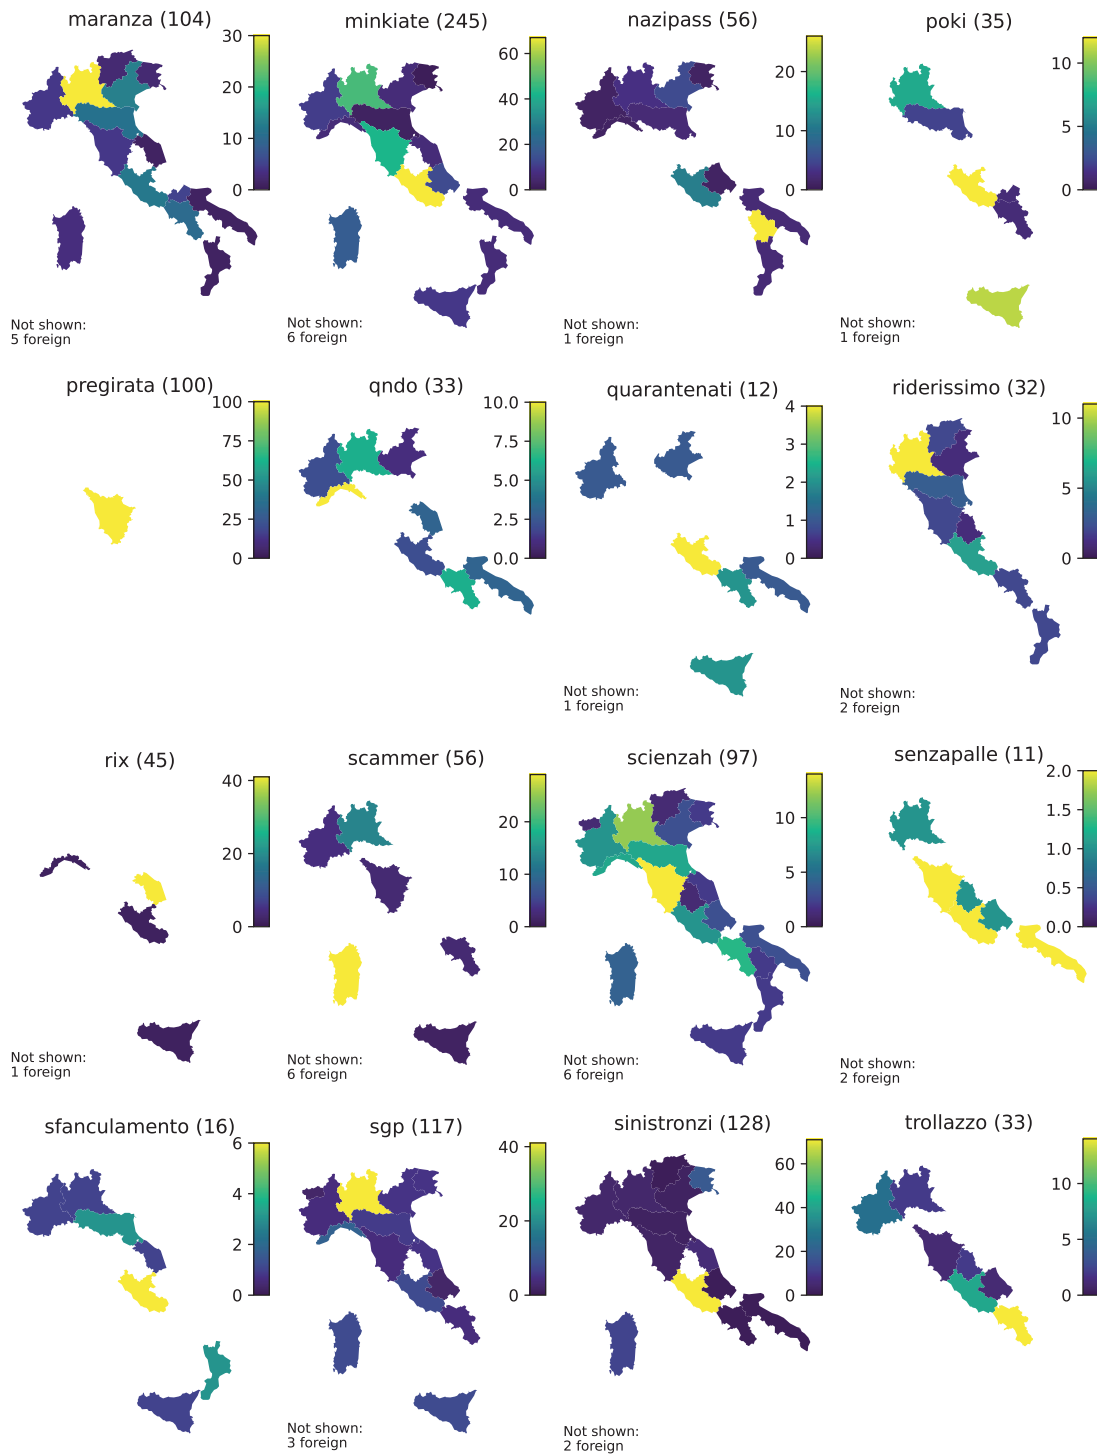 maranza (104)
30
20
10
0
Not shown:
5 foreign
minkiate (245)
60
40
20
0
Not shown:
6 foreign
nazipass (56)
20
10
0
Not shown:
1 foreign
poki (35)
10
5
0
Not shown:
1 foreign
pregirata (100)
100
75
50
25
0
qndo (33)
10.0
7.5
5.0
2.5
0.0
quarantenati (12)
4
3
2
1
0
Not shown:
1 foreign
riderissimo (32)
10
5
0
Not shown:
2 foreign
rix (45)
40
20
0
Not shown:
1 foreign
scammer (56)
20
10
0
Not shown:
6 foreign
scienzah (97)
10
5
0
Not shown:
6 foreign
senzapalle (11)
2.0
1.5
1.0
0.5
0.0
Not shown:
2 foreign
sfanculamento (16)
6
4
2
0
sgp (117)
40
20
0
Not shown:
3 foreign
sinistronzi (128)
60
40
20
0
Not shown:
2 foreign
trollazzo (33)
10
5
0